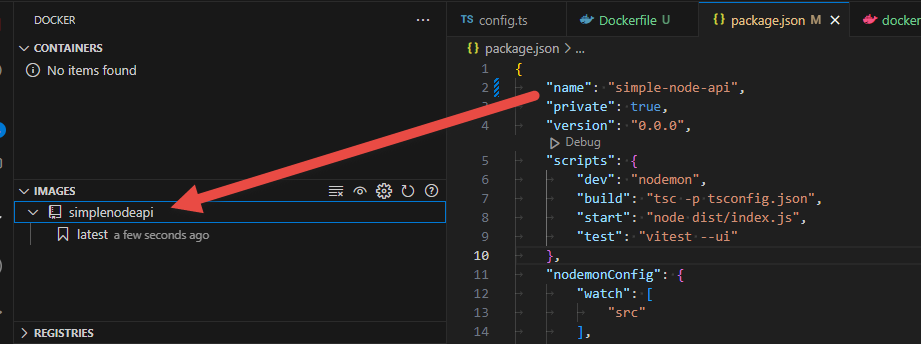 DOCKER
CONTAINERS
No items found
IMAGES
simplenodeapi
latest a few seconds ago
REGISTRIES
TS config.ts
Dockerfile U
{} package.json M
docker
{} package.json > ...
1 {
2 "name": "simple-node-api",
3 "private": true,
4 "version": "0.0.0",
Debug
5 "scripts": {
6 "dev": "nodemon",
7 "build": "tsc -p tsconfig.json",
8 "start": "node dist/index.js",
9 "test": "vitest --ui"
10 },
11 "nodemonConfig": {
12 "watch": [
13 "src"
14 ],